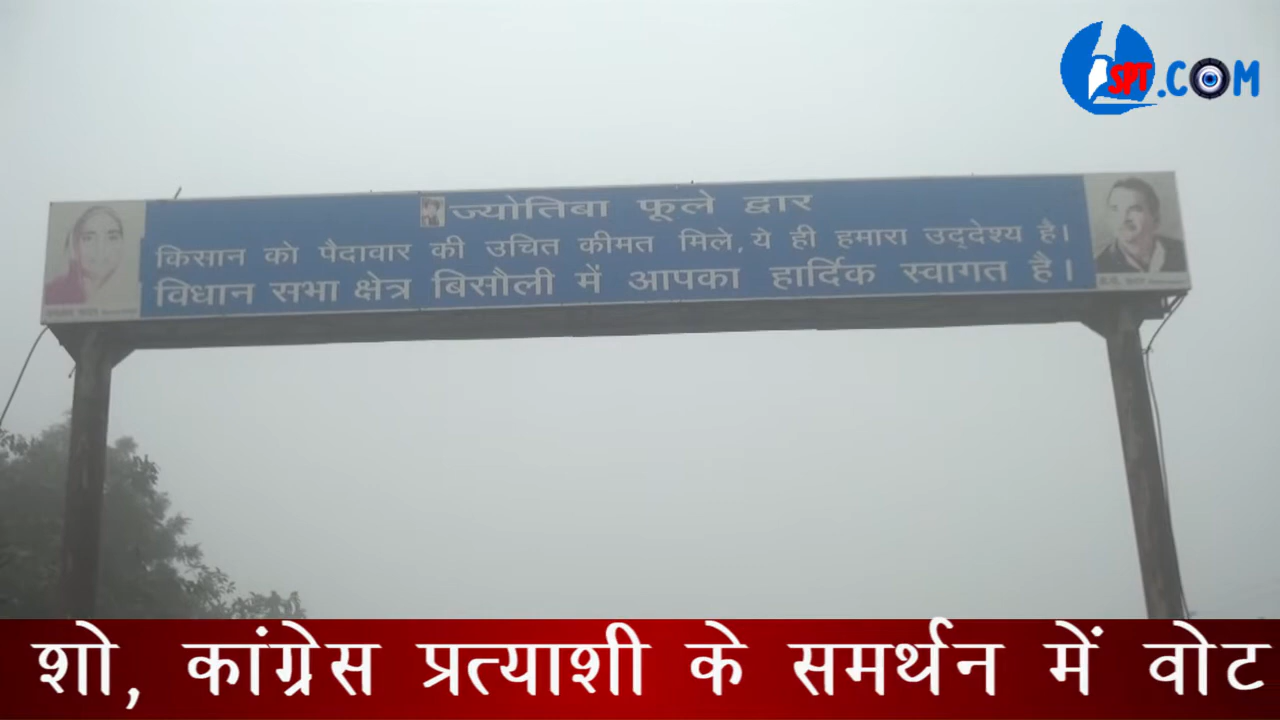 SPT.COM
ज्योतिबा फूले द्वार
किसान को पैदावार की उचित कीमत मिले, ये ही हमारा उद्देश्य है।
विधान सभा क्षेत्र बिसौली में आपका हार्दिक स्वागत है।
शो, कांग्रेस प्रत्याशी के समर्थन में वोट